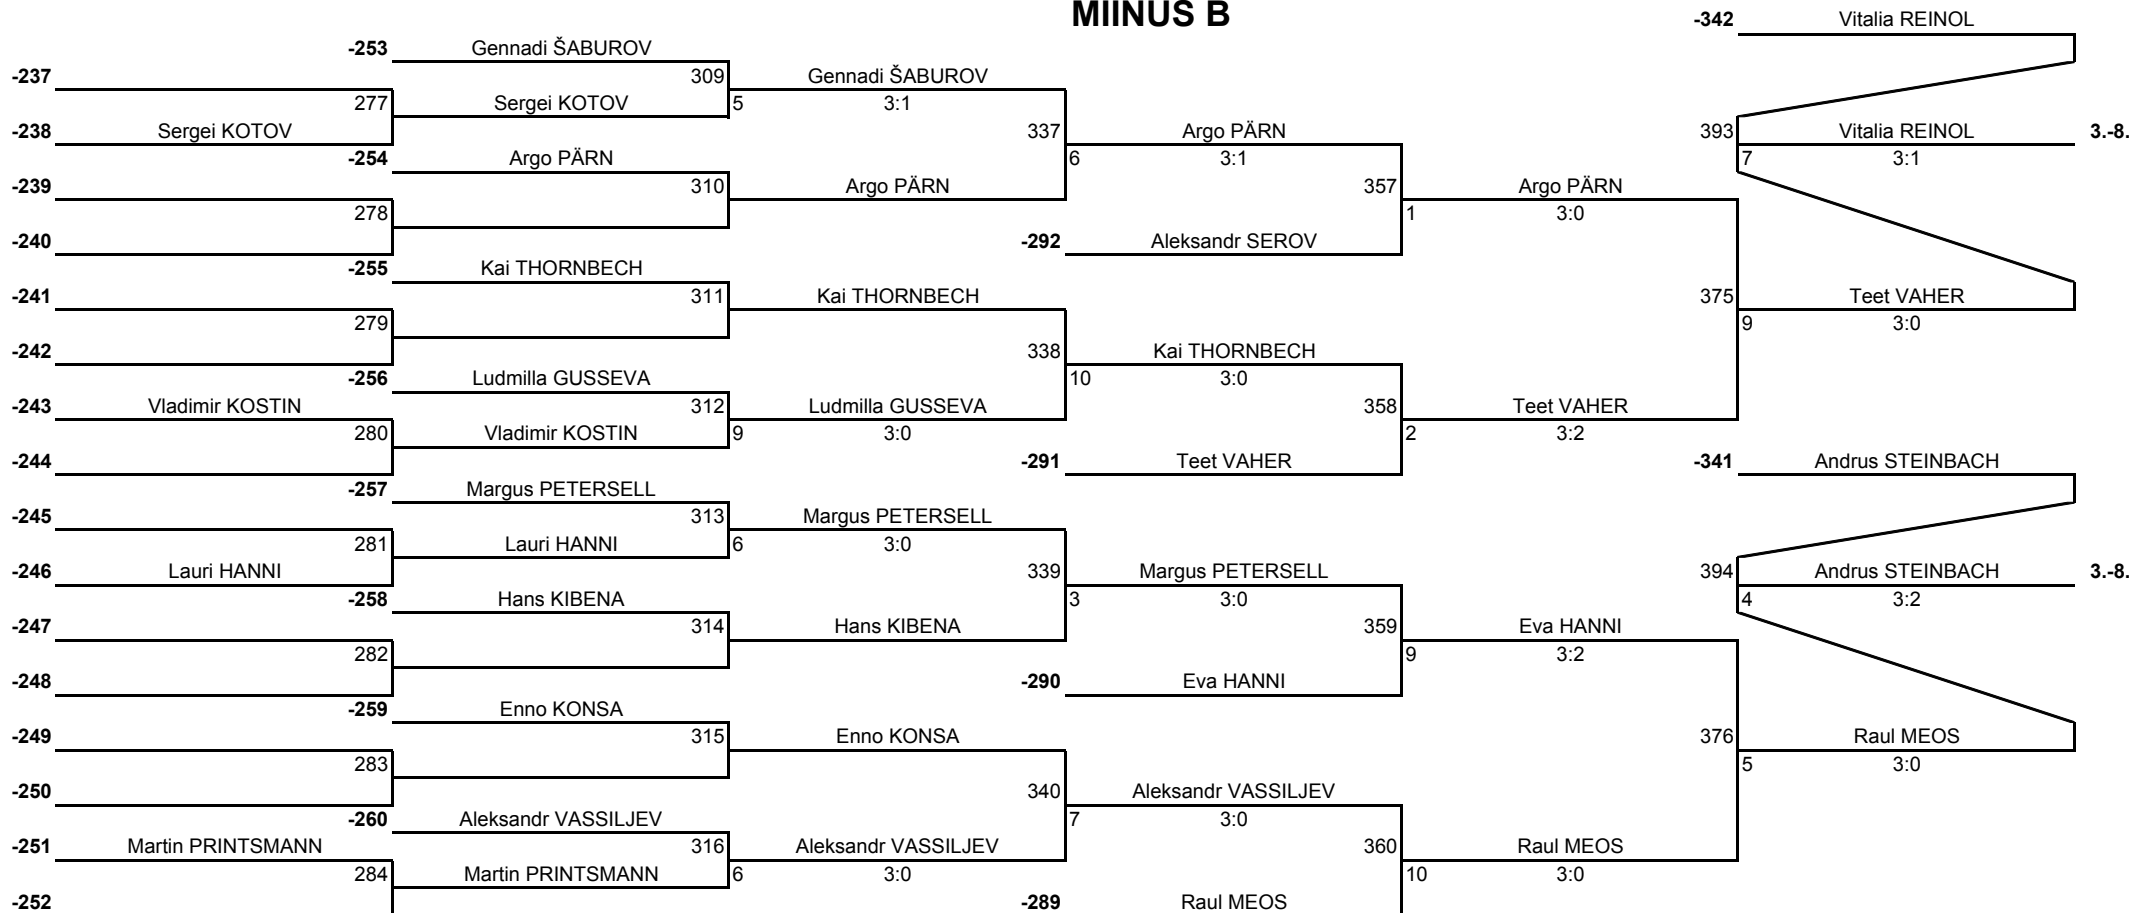 MIINUS B
-342 Vitalia REINOL
-253 Gennadi ŠABUROV
-237 309 Gennadi ŠABUROV
277 Sergei KOTOV 5 3:1
-238 Sergei KOTOV 337 Argo PÄRN 393 Vitalia REINOL 3.-8.
-254 Argo PÄRN 6 3:1 7 3:1
-239 310 Argo PÄRN 357 Argo PÄRN
278 1 3:0
-240 -292 Aleksandr SEROV
-255 Kai THORNBECH
-241 311 Kai THORNBECH 375 Teet VAHER
279 9 3:0
-242 338 Kai THORNBECH
-256 Ludmilla GUSSEVA 10 3:0
-243 Vladimir KOSTIN 312 Ludmilla GUSSEVA 358 Teet VAHER
280 Vladimir KOSTIN 9 3:0 2 3:2
-244 -291 Teet VAHER -341 Andrus STEINBACH
-257 Margus PETERSELL
-245 313 Margus PETERSELL
281 Lauri HANNI 6 3:0
-246 Lauri HANNI 339 Margus PETERSELL 394 Andrus STEINBACH 3.-8.
-258 Hans KIBENA 3 3:0 4 3:2
-247 314 Hans KIBENA 359 Eva HANNI
282 9 3:2
-248 -290 Eva HANNI
-259 Enno KONSA
-249 315 Enno KONSA 376 Raul MEOS
283 5 3:0
-250 340 Aleksandr VASSILJEV
-260 Aleksandr VASSILJEV 7 3:0
-251 Martin PRINTSMANN 316 Aleksandr VASSILJEV 360 Raul MEOS
284 Martin PRINTSMANN 6 3:0 10 3:0
-252 -289 Raul MEOS